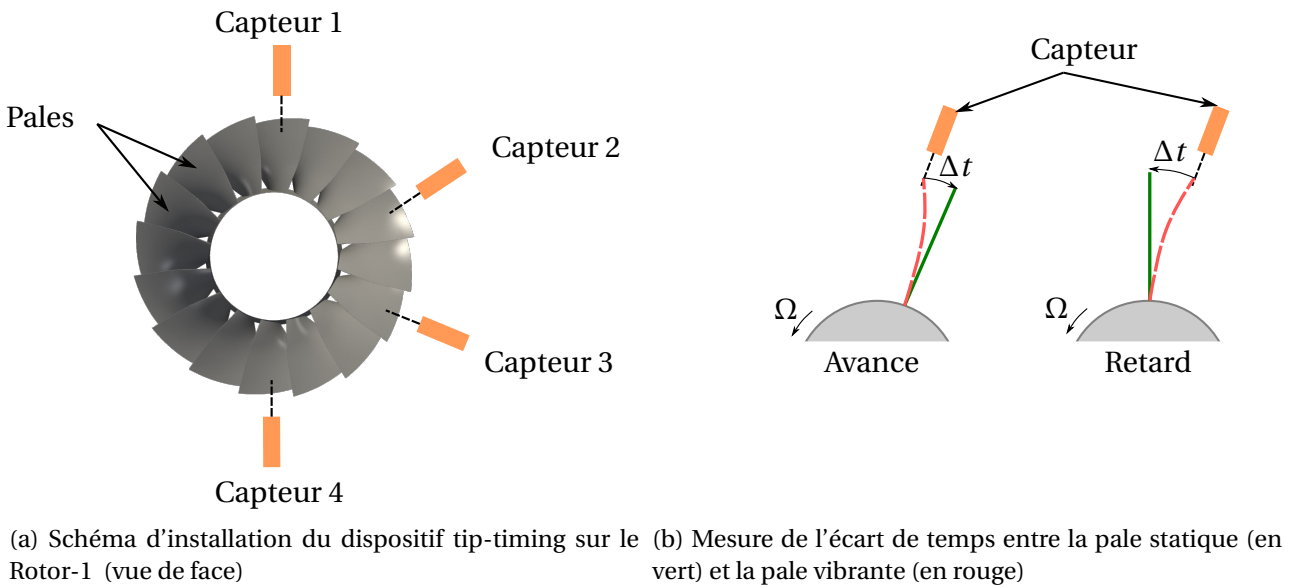 Capteur 1
Pales
Capteur 2
Capteur 3
Capteur 4
Capteur
Δt
Δt
Ω
Ω
Avance
Retard
(a) Schéma d'installation du dispositif tip-timing sur le
Rotor-1 (vue de face)
(b) Mesure de l'écart de temps entre la pale statique (en
vert) et la pale vibrante (en rouge)